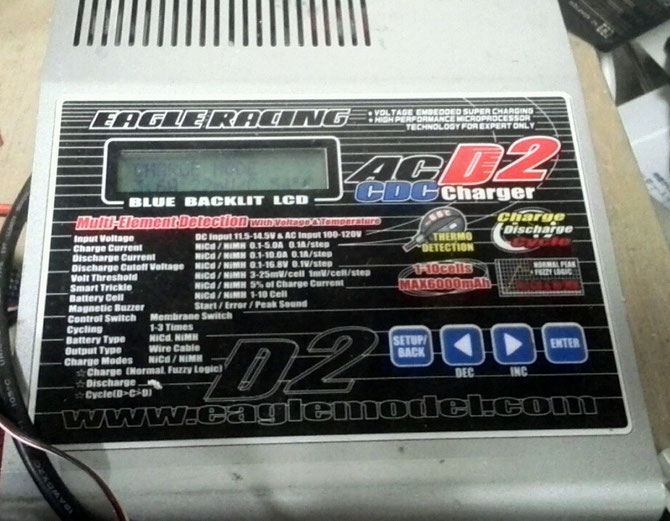 EAGLE RACING
• VOLTAGE EMBEDDED SUPER CHARGING
• HIGH PERFORMANCE MICROPROCESSOR
TECHNOLOGY FOR EXPERT ONLY
CHARGE
BLUE BACKLIT LCD
AC D2
CDC Charger
Multi-Element Detection With Voltage & Temperature
Input Voltage DC Input 11.5-14.5V & AC Input 100-120V
Charge Current NiCd / NiMH 0.1-5.0A 0.1A/step
Discharge Current NiCd / NiMH 0.1-10.0A 0.1A/step
Discharge Cutoff Voltage NiCd / NiMH 0.1-16.8V 0.1V/step
Volt Threshold NiCd / NiMH 3-25mV/cell 1mV/cell/step
Smart Trickle NiCd / NiMH 5% of Charge Current
Battery Cell NiCd / NiMH 1-10 Cell
Magnetic Buzzer Start / Error / Peak Sound
Control Switch Membrane Switch
Cycling 1-3 Times
Battery Type NiCd, NiMH
Output Type Wire Cable
Charge Modes NiCd / NiMH
☆Charge (Normal, Fuzzy Logic)
☆Discharge
☆Cycle(D>C>D)
THERMO
DETECTION
Charge
Discharge
Cycle
1-10cells
MAX6000mAh
NORMAL PEAK
FUZZY LOGIC
D2
SETUP/
BACK
DEC
INC
ENTER
www.eaglemodel.com